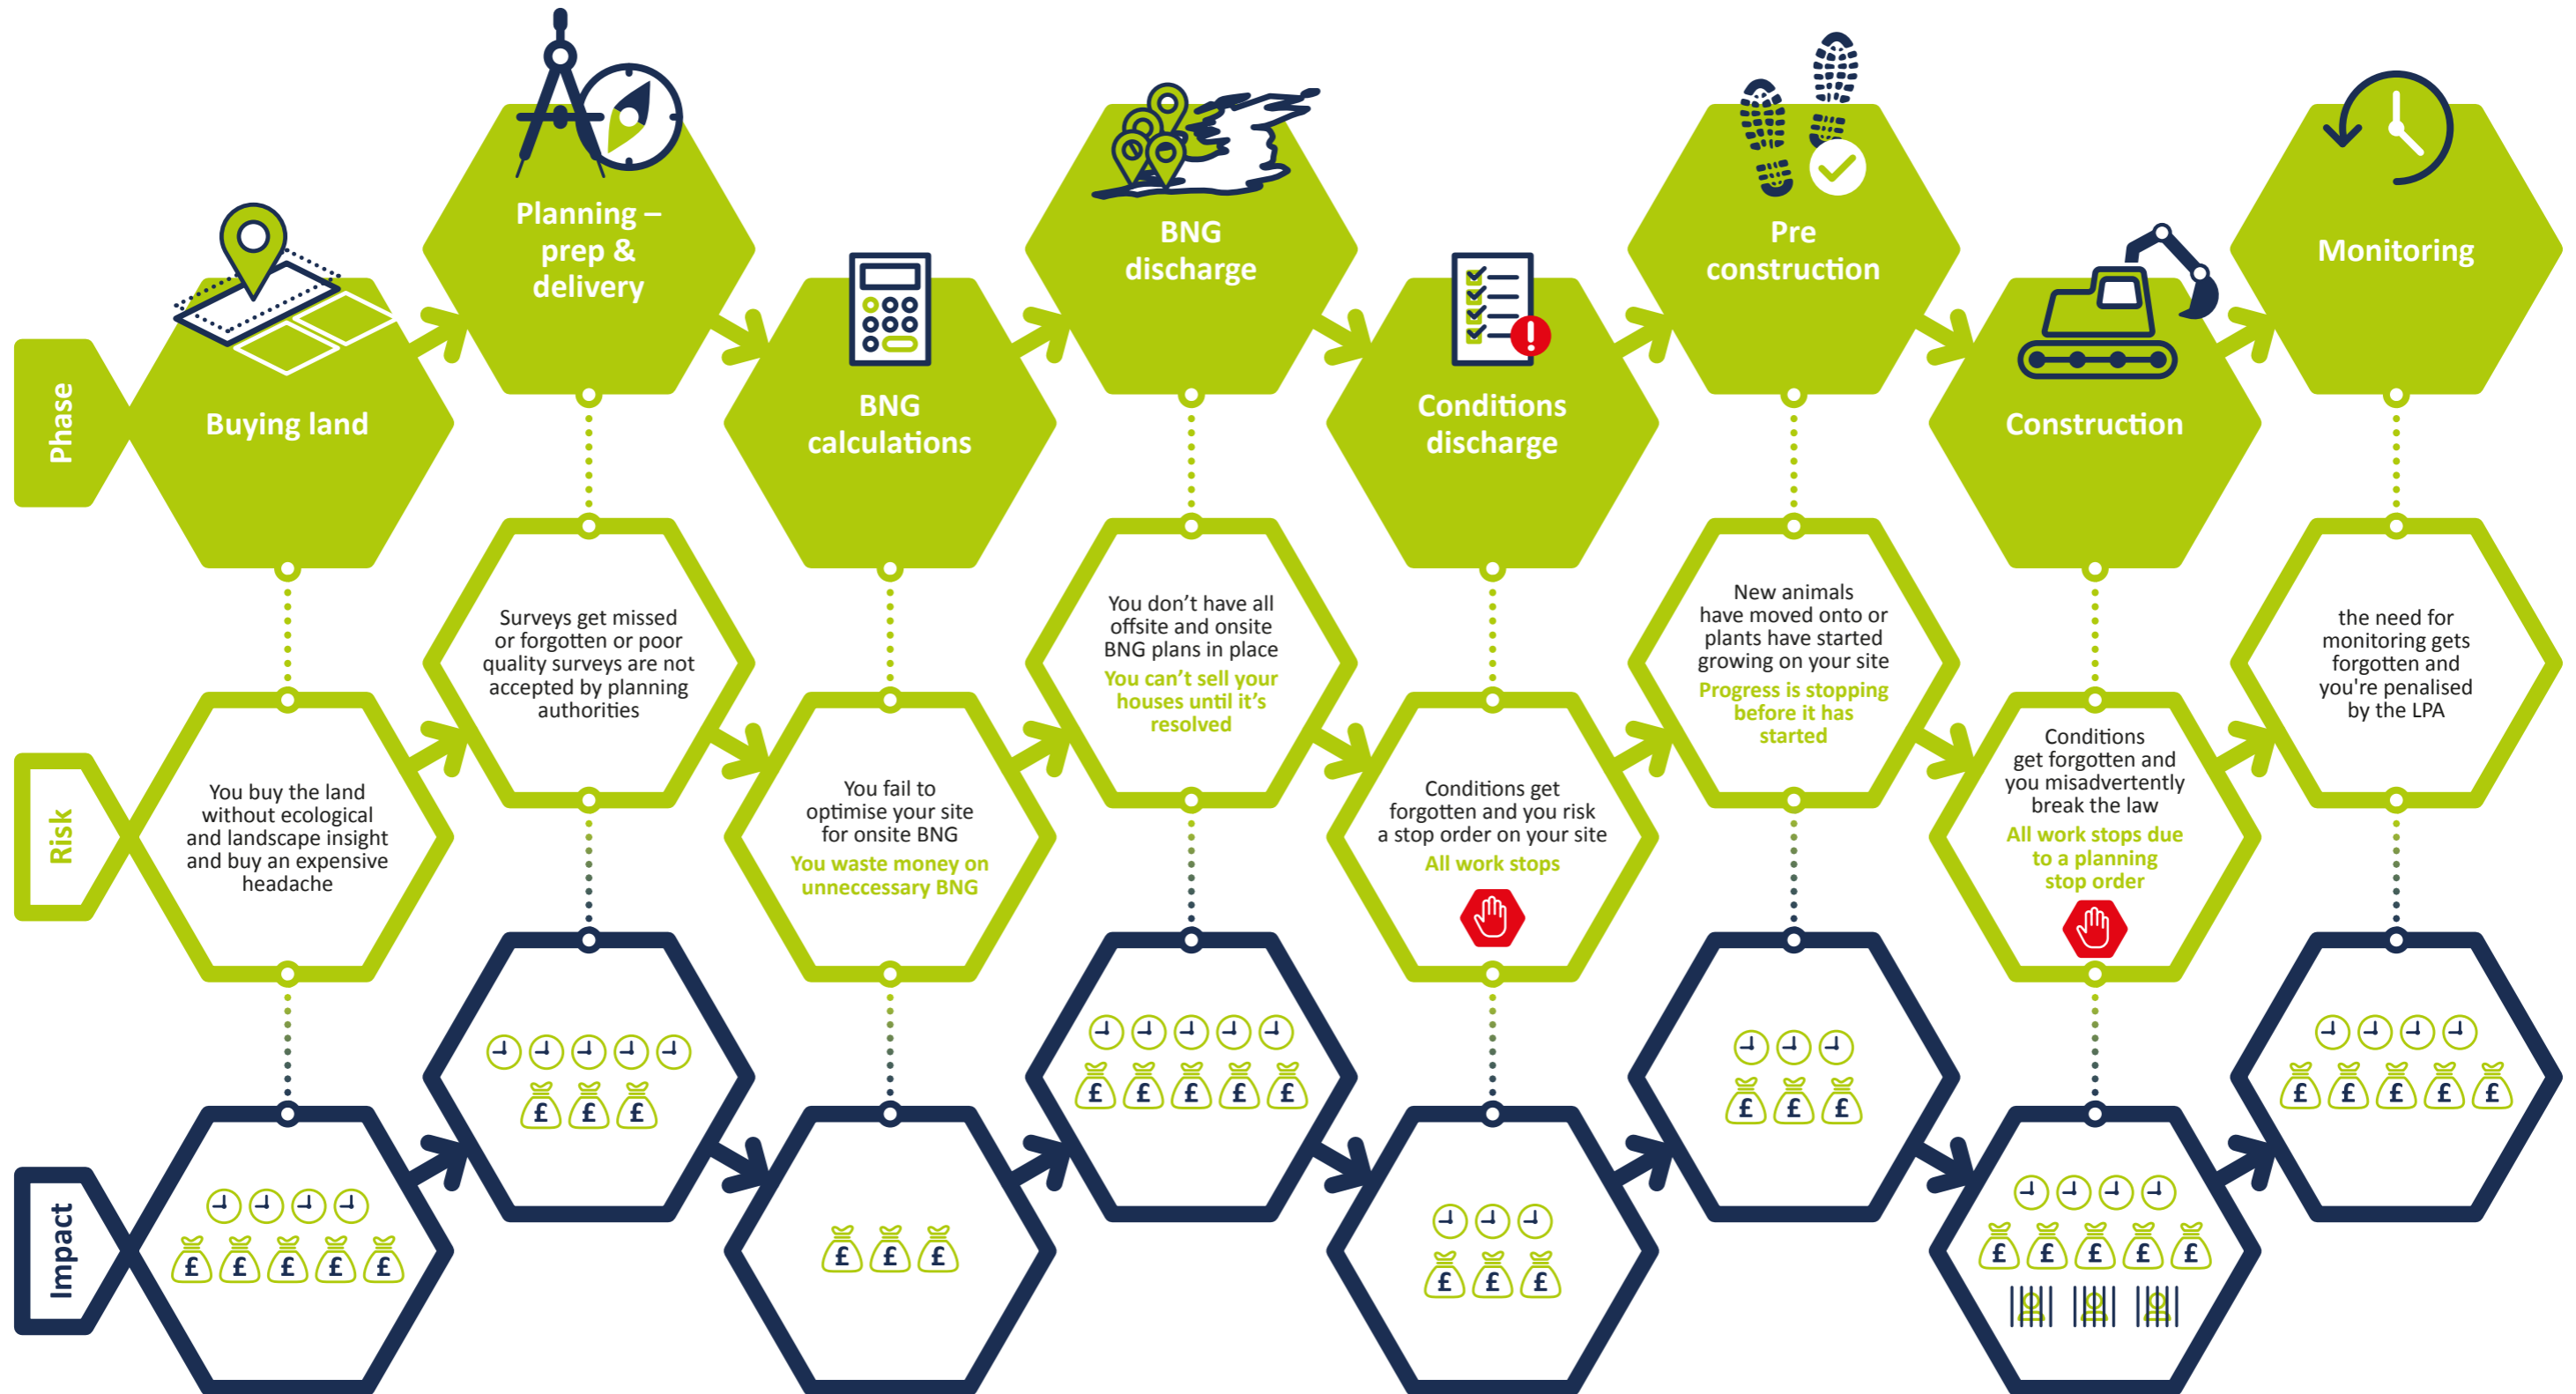 Phase
Buying land
Planning –
prep &
delivery
BNG
calculations
BNG
discharge
Conditions
discharge
Pre
construction
Construction
Monitoring
Risk
You buy the land
without ecological
and landscape insight
and buy an expensive
headache
Surveys get missed
or forgotten or poor
quality surveys are not
accepted by planning
authorities
You fail to
optimise your site
for onsite BNG
You waste money on
unneccessary BNG
You don’t have all
offsite and onsite
BNG plans in place
You can’t sell your
houses until it’s
resolved
Conditions get
forgotten and you risk
a stop order on your site
All work stops
New animals
have moved onto or
plants have started
growing on your site
Progress is stopping
before it has
started
Conditions
get forgotten and
you misadvertently
break the law
All work stops due
to a planning
stop order
the need for
monitoring gets
forgotten and
you're penalised
by the LPA
Impact
£ £ £ £ £
£ £ £
£ £ £
£ £ £ £ £
£ £ £
£ £ £
£ £ £ £ £
£ £ £ £ £